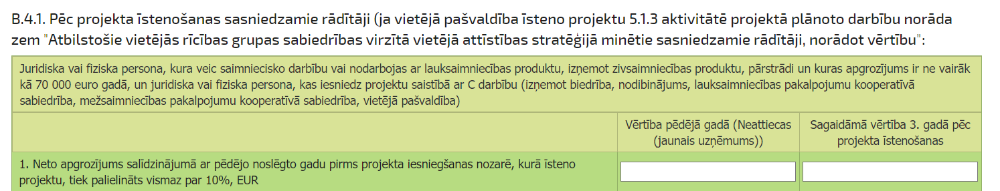 B.4.1. Pēc projekta īstenošanas sasniedzamie rādītāji (ja vietējā pašvaldība īsteno projektu 5.1.3 aktivitātē projektā plānoto darbību norāda
zem "Atbilstošie vietējās rīcības grupas sabiedrības virzītā vietējā attīstības stratēģijā minētie sasniedzamie rādītāji, norādot vērtību":
Juridiska vai fiziska persona, kura veic saimniecisko darbību vai nodarbojas ar lauksaimniecības produktu, izņemot zivsaimniecības produktu, pārstrādi un kuras apgrozījums ir ne vairāk
kā 70 000 euro gadā, un juridiska vai fiziska persona, kas iesniedz projektu saistībā ar C darbību (izņemot biedrība, nodibinājums, lauksaimniecības pakalpojumu kooperatīvā
sabiedrība, mežsaimniecības pakalpojumu kooperatīvā sabiedrība, vietējā pašvaldība)
Vērtība pēdējā gadā (Neattiecas
(jaunais uzņēmums))
Sagaidāmā vērtība 3. gadā pēc
projekta īstenošanas
1. Neto apgrozījums salīdzinājumā ar pēdējo noslēgto gadu pirms projekta iesniegšanas nozarē, kurā īsteno
projektu, tiek palielināts vismaz par 10%, EUR